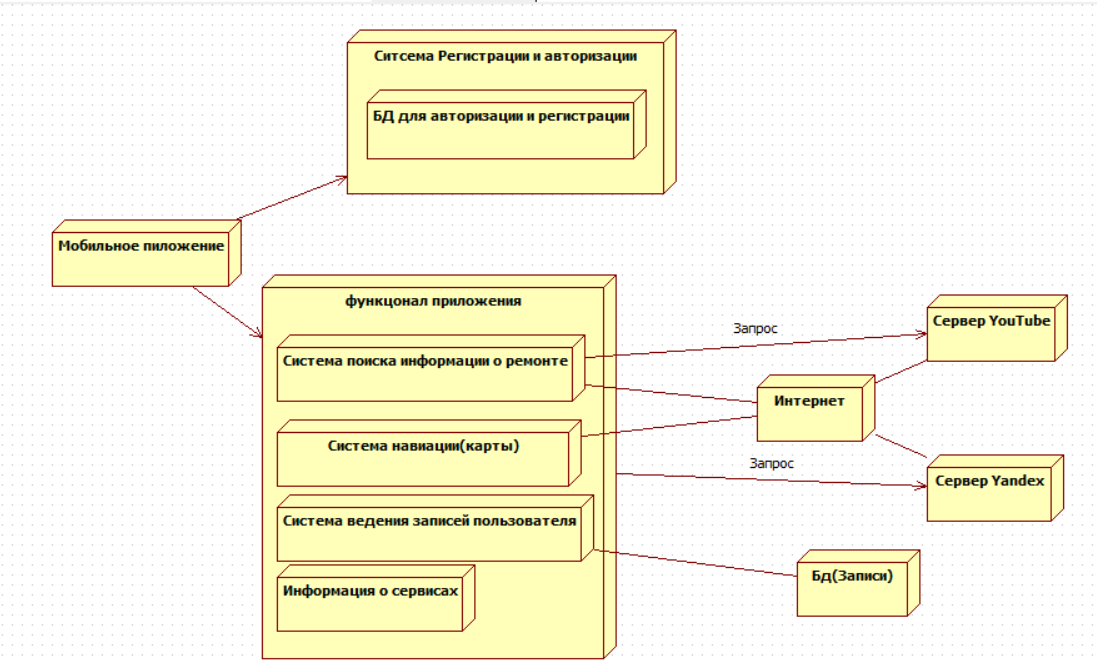 Ситсема Регистрации и авторизации
БД для авторизации и регистрации
Мобильное пиложение
функцонал приложения
Система поиска информации о ремонте
Система навиации(карты)
Система ведения записей пользователя
Информация о сервисах
Запрос
Сервер YouTube
Интернет
Запрос
Сервер Yandex
Бд(Записи)